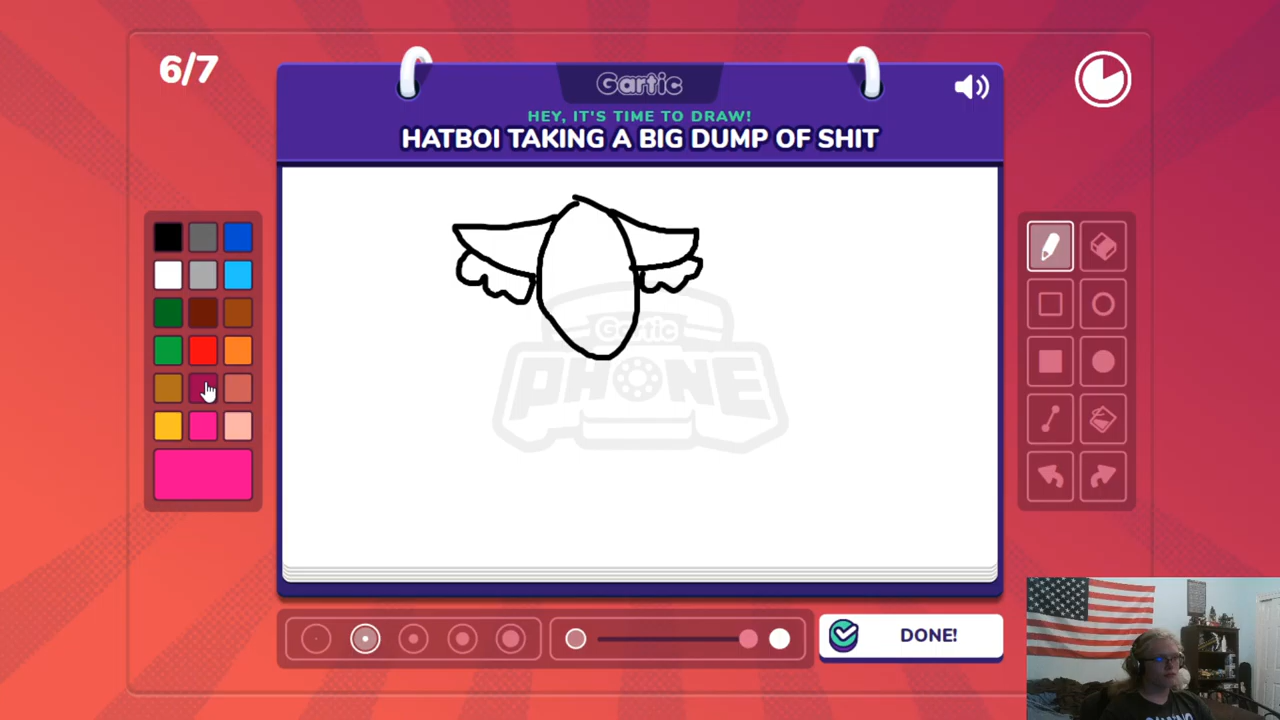 6/7
Gartic
HEY, IT'S TIME TO DRAW!
HATBOI TAKING A BIG DUMP OF SHIT
Gartic
PHONE
DONE!